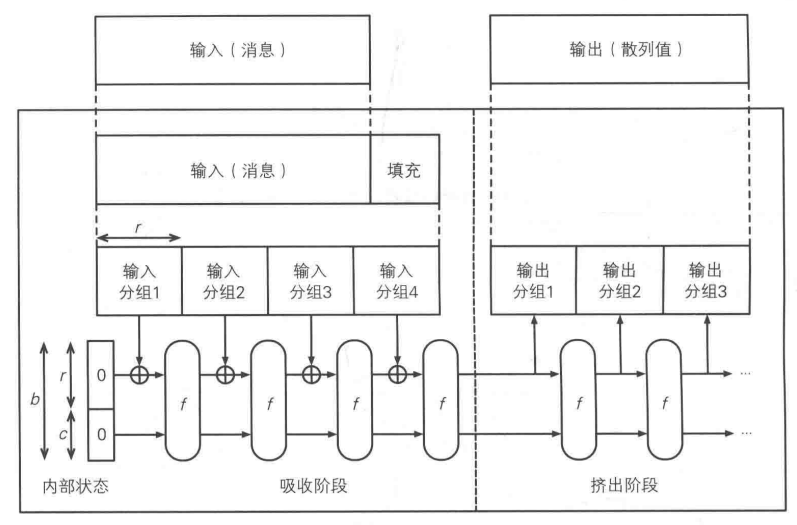 输入（消息）
输出（散列值）
输入（消息）
填充
r
输入
分组1
输入
分组2
输入
分组3
输入
分组4
输出
分组1
输出
分组2
输出
分组3
b
r
c
0
0
f
f
f
f
f
f
...
...
内部状态
吸收阶段
挤出阶段